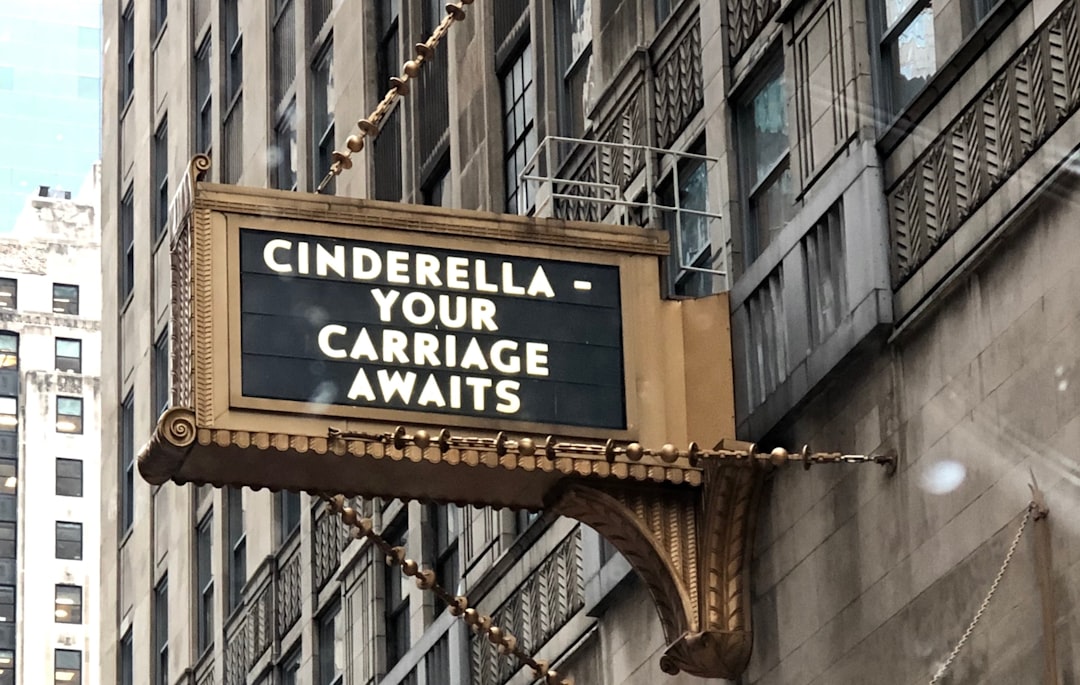 CINDERELLA -
YOUR
CARRIAGE
AWAITS